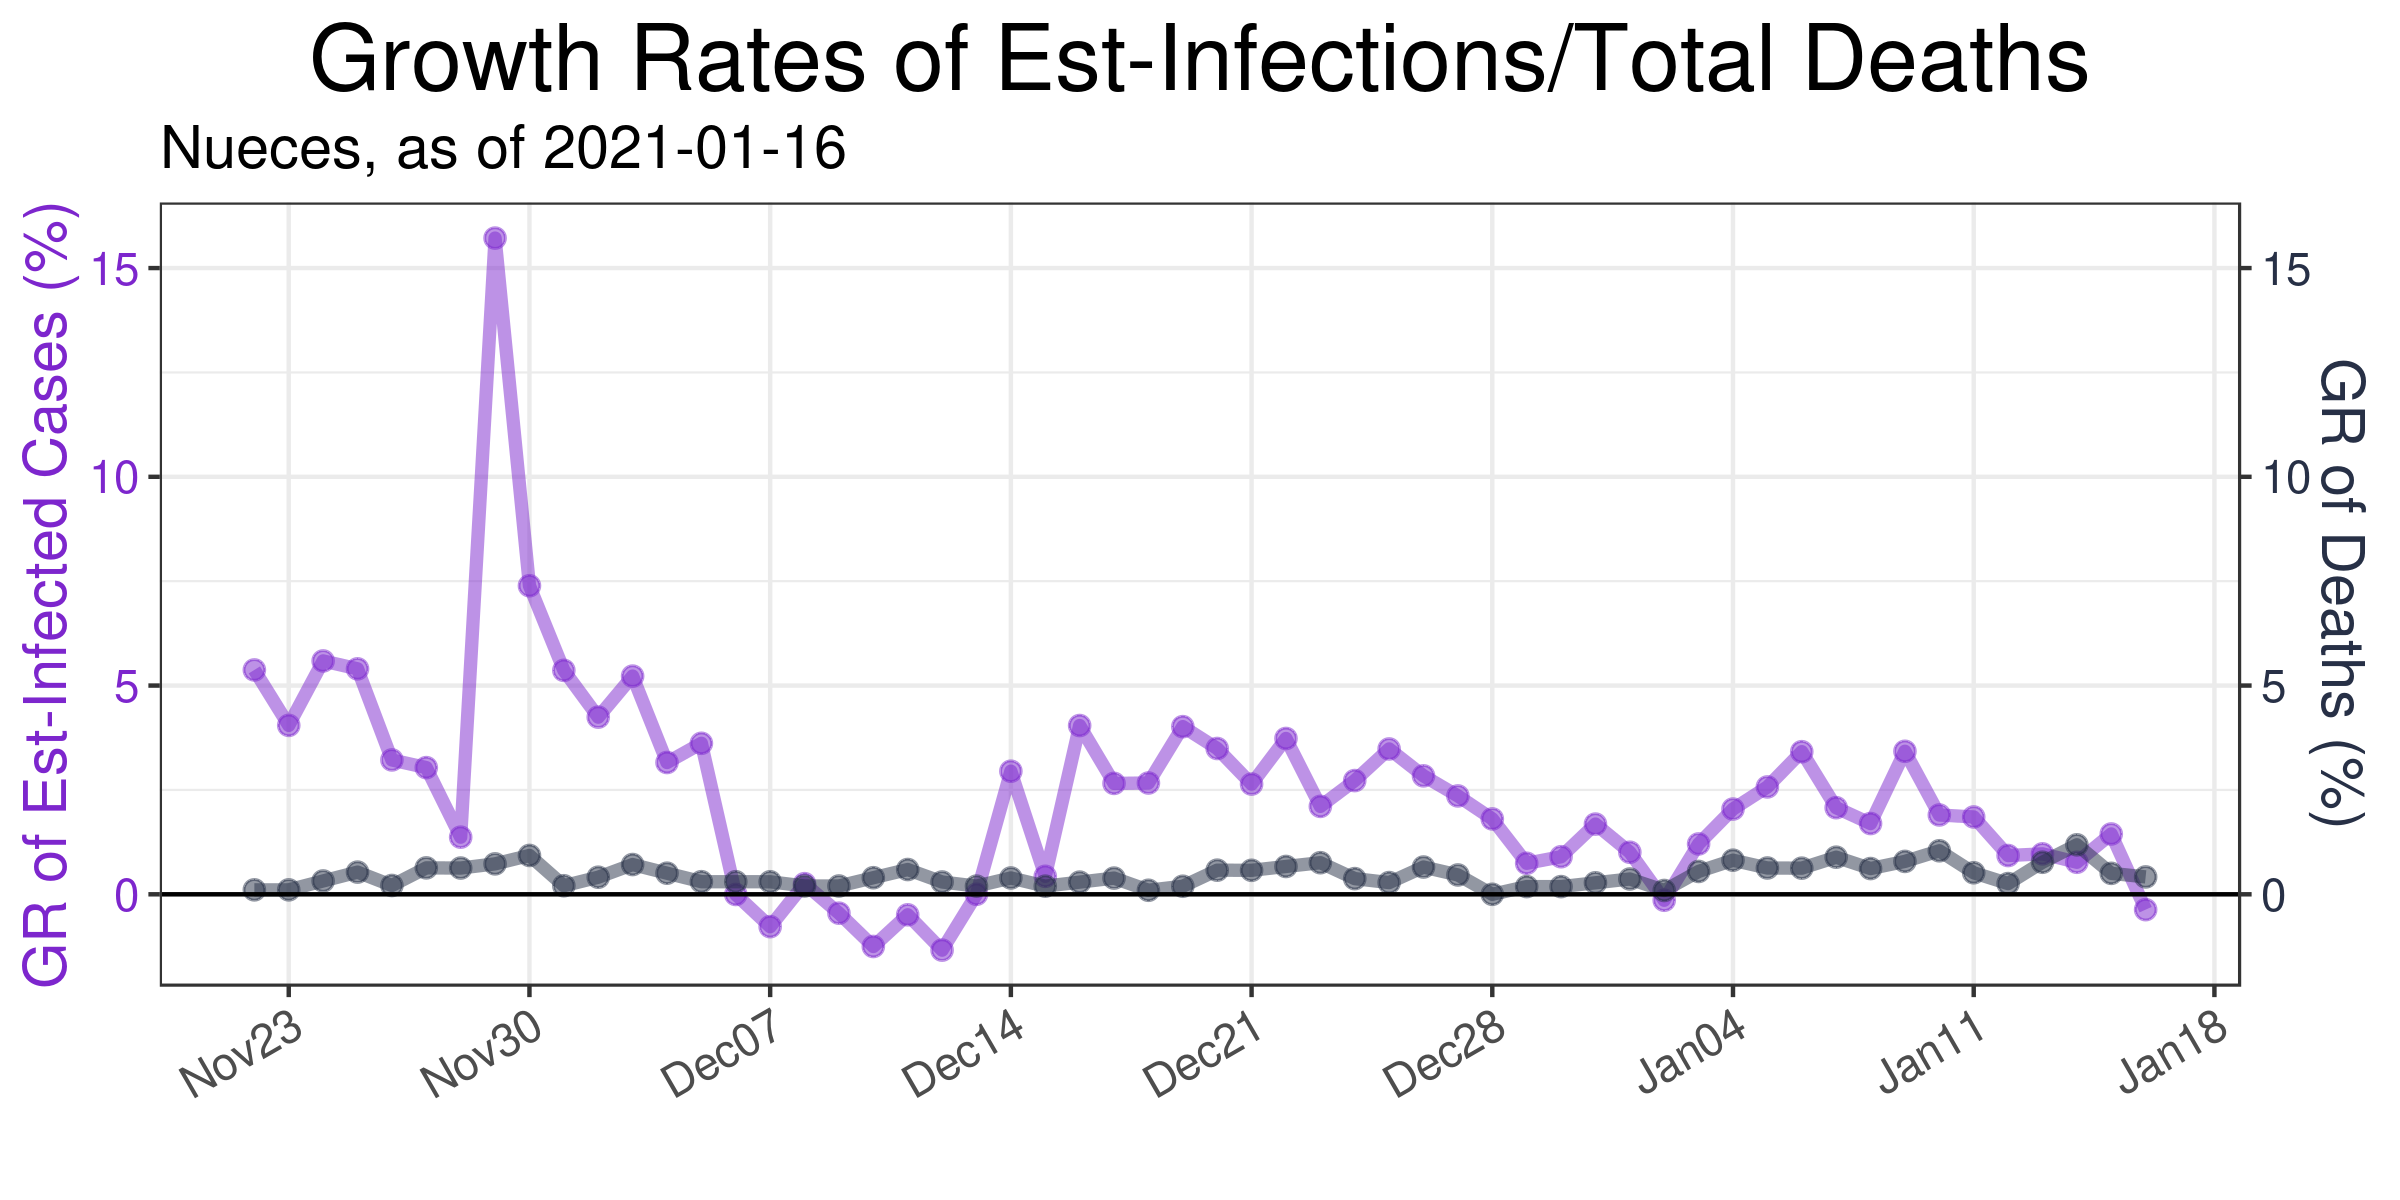 Growth Rates of Est-Infections/Total Deaths
Nueces, as of 2021-01-16
GR of Est-Infected Cases (%)
15
10
5
0
15
10
5
0
GR of Deaths (%)
Nov23
Nov30
Dec07
Dec14
Dec21
Dec28
Jan04
Jan11
Jan18